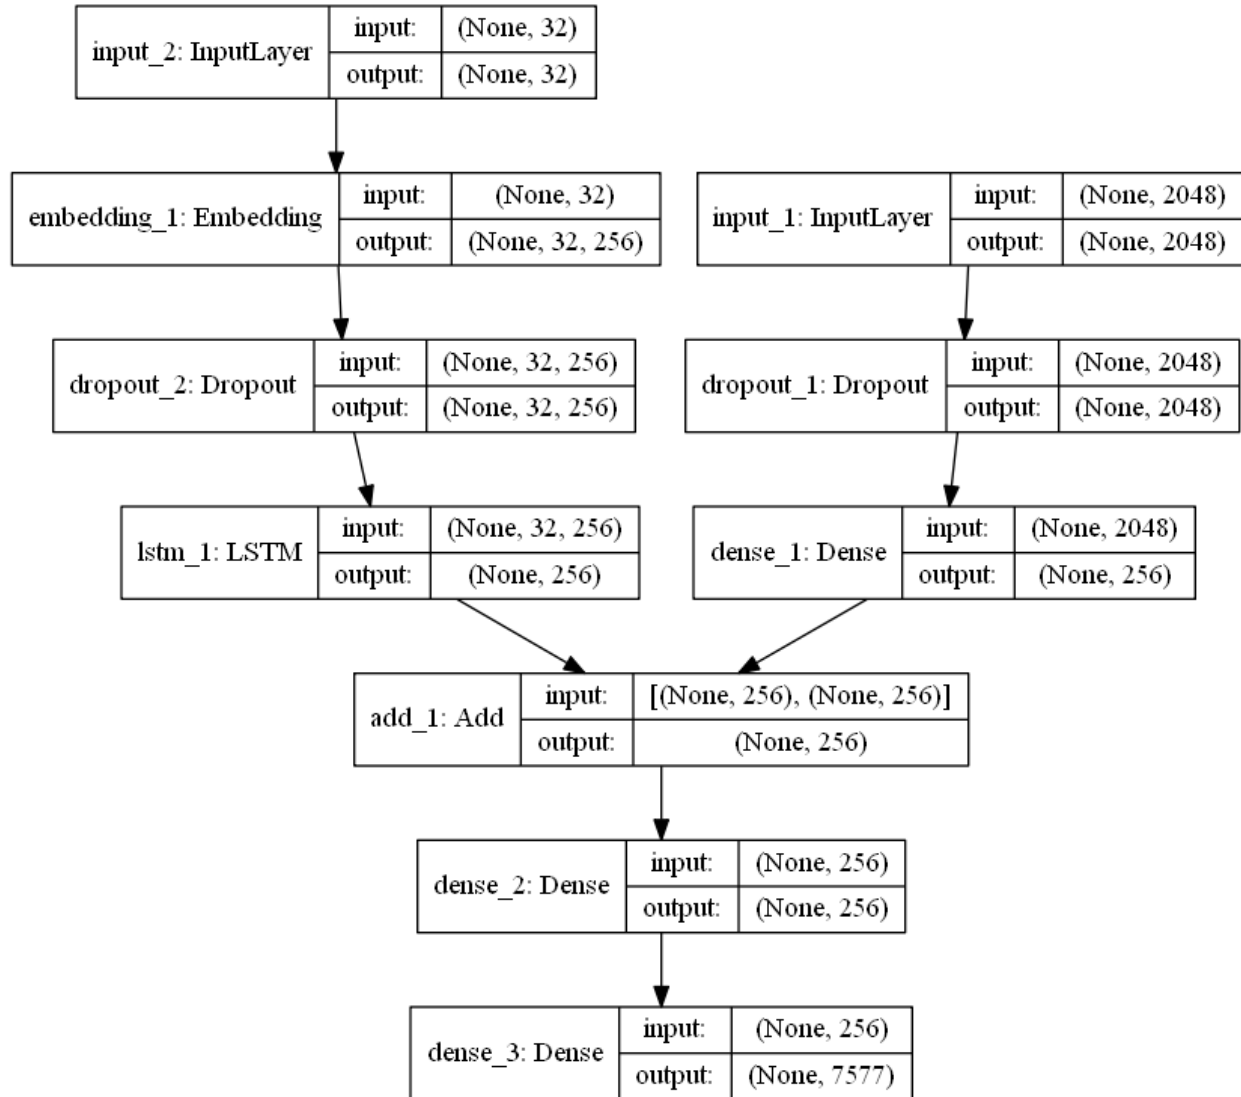 input_2: InputLayer
input: (None, 32)
output: (None, 32)
embedding_1: Embedding
input: (None, 32)
output: (None, 32, 256)
input_1: InputLayer
input: (None, 2048)
output: (None, 2048)
dropout_2: Dropout
input: (None, 32, 256)
output: (None, 32, 256)
dropout_1: Dropout
input: (None, 2048)
output: (None, 2048)
lstm_1: LSTM
input: (None, 32, 256)
output: (None, 256)
dense_1: Dense
input: (None, 2048)
output: (None, 256)
add_1: Add
input: [(None, 256), (None, 256)]
output: (None, 256)
dense_2: Dense
input: (None, 256)
output: (None, 256)
dense_3: Dense
input: (None, 256)
output: (None, 7577)